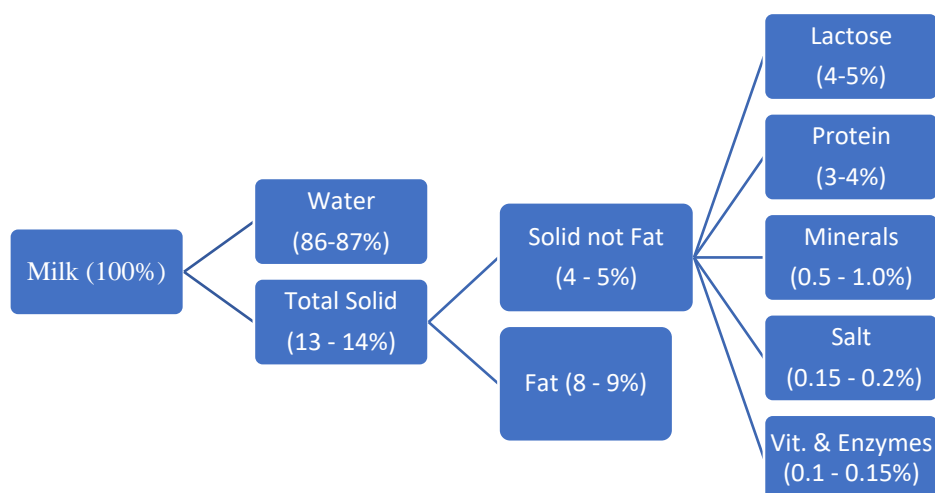 Milk (100%)
Water
(86-87%)
Total Solid
(13 - 14%)
Solid not Fat
(4 - 5%)
Fat (8 - 9%)
Lactose
(4-5%)
Protein
(3-4%)
Minerals
(0.5 - 1.0%)
Salt
(0.15 - 0.2%)
Vit. & Enzymes
(0.1 - 0.15%)